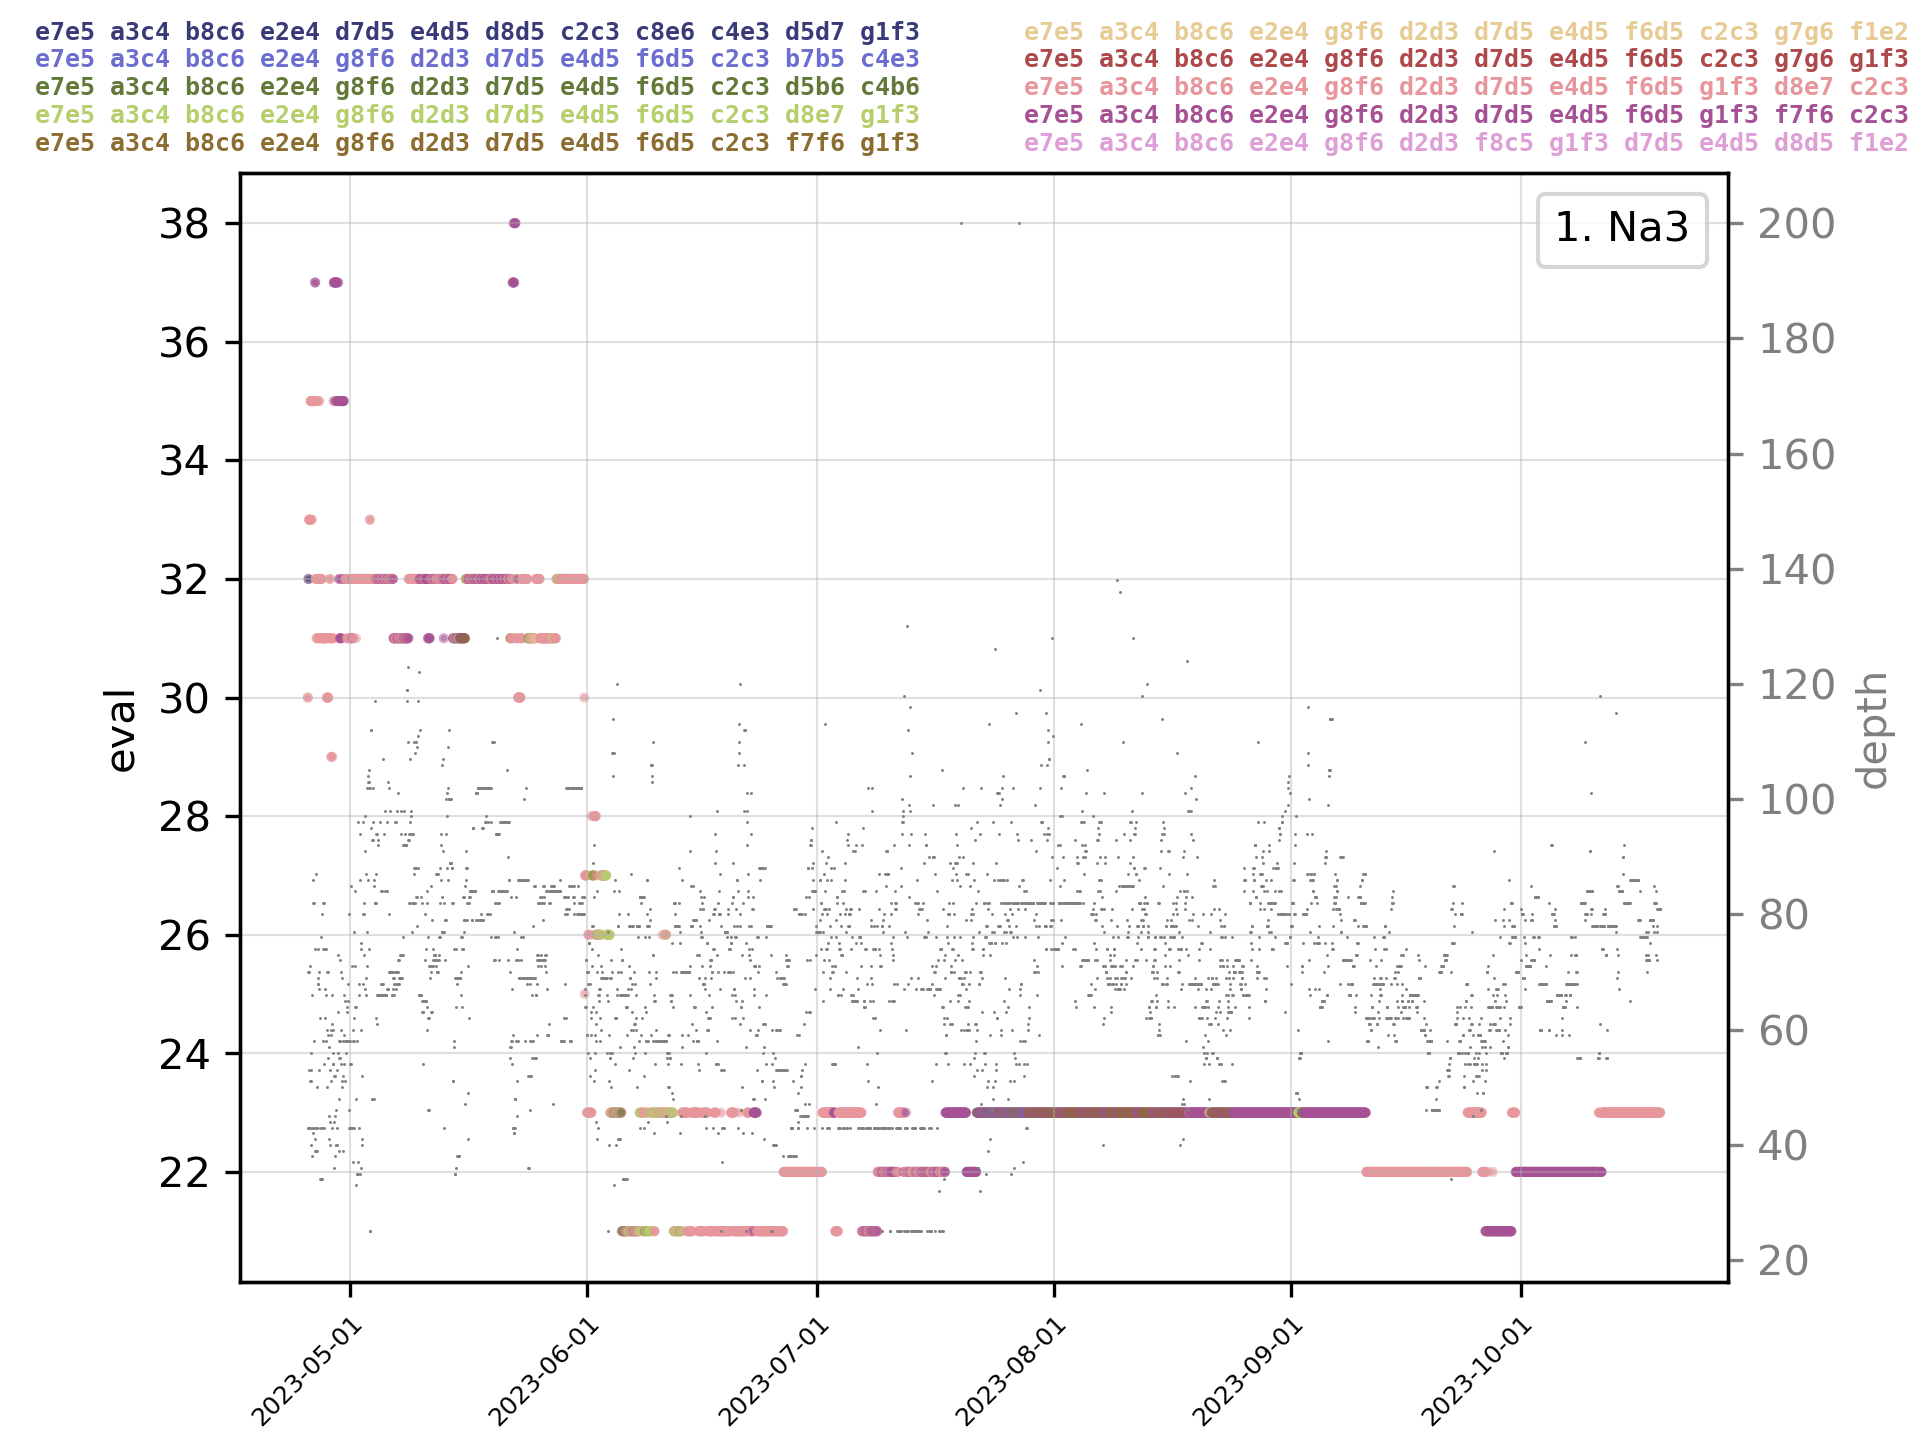 e7e5 a3c4 b8c6 e2e4 d7d5 e4d5 d8d5 c2c3 c8e6 c4e3 d5d7 g1f3
e7e5 a3c4 b8c6 e2e4 g8f6 d2d3 d7d5 e4d5 f6d5 c2c3 b7b5 c4e3
e7e5 a3c4 b8c6 e2e4 g8f6 d2d3 d7d5 e4d5 f6d5 c2c3 d5b6 c4b6
e7e5 a3c4 b8c6 e2e4 g8f6 d2d3 d7d5 e4d5 f6d5 c2c3 d8e7 g1f3
e7e5 a3c4 b8c6 e2e4 g8f6 d2d3 d7d5 e4d5 f6d5 c2c3 f7f6 g1f3
e7e5 a3c4 b8c6 e2e4 g8f6 d2d3 d7d5 e4d5 f6d5 c2c3 g7g6 f1e2
e7e5 a3c4 b8c6 e2e4 g8f6 d2d3 d7d5 e4d5 f6d5 c2c3 g7g6 g1f3
e7e5 a3c4 b8c6 e2e4 g8f6 d2d3 d7d5 e4d5 f6d5 g1f3 d8e7 c2c3
e7e5 a3c4 b8c6 e2e4 g8f6 d2d3 d7d5 e4d5 f6d5 g1f3 f7f6 c2c3
e7e5 a3c4 b8c6 e2e4 g8f6 d2d3 f8c5 g1f3 d7d5 e4d5 d8d5 f1e2
1. Na3
38
36
34
32
30
28
26
24
22
eval
200
180
160
140
120
100
80
60
40
20
depth
2023-05-01
2023-06-01
2023-07-01
2023-08-01
2023-09-01
2023-10-01